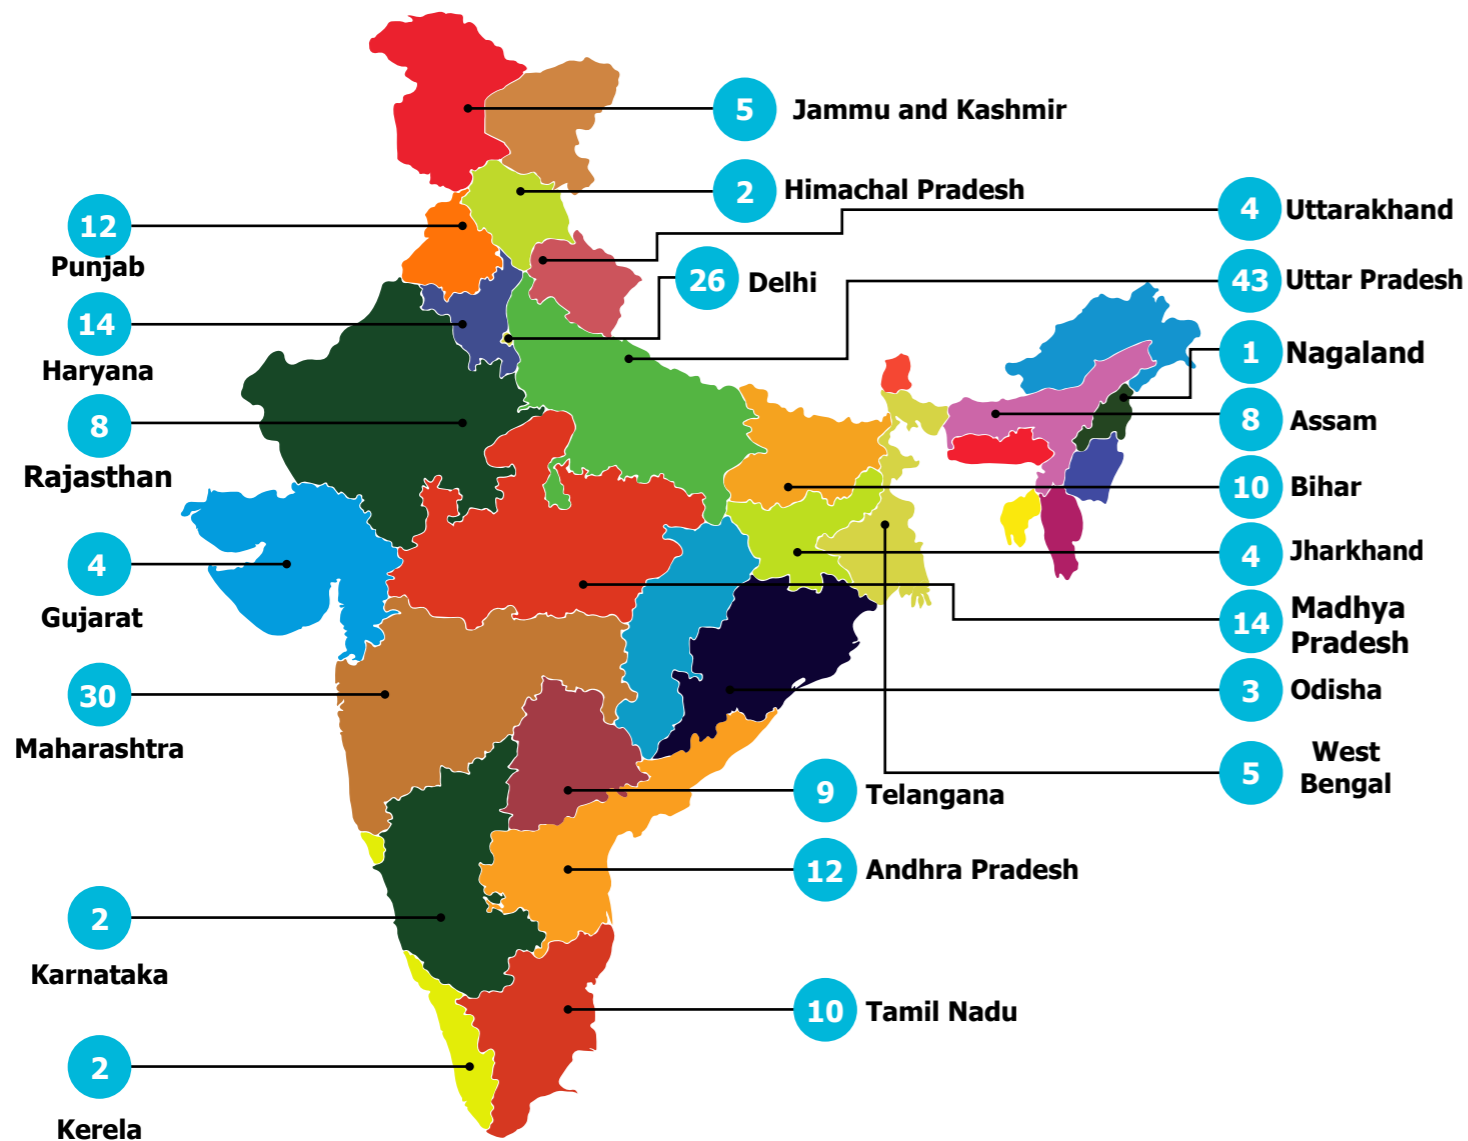 5 Jammu and Kashmir
2 Himachal Pradesh
4 Uttarakhand
12
Punjab
26 Delhi
43 Uttar Pradesh
14
Haryana
1 Nagaland
8
Rajasthan
8 Assam
10 Bihar
4
Gujarat
4 Jharkhand
14 Madhya
Pradesh
30
Maharashtra
3 Odisha
5 West
Bengal
9 Telangana
12 Andhra Pradesh
2
Karnataka
10 Tamil Nadu
2
Kerela